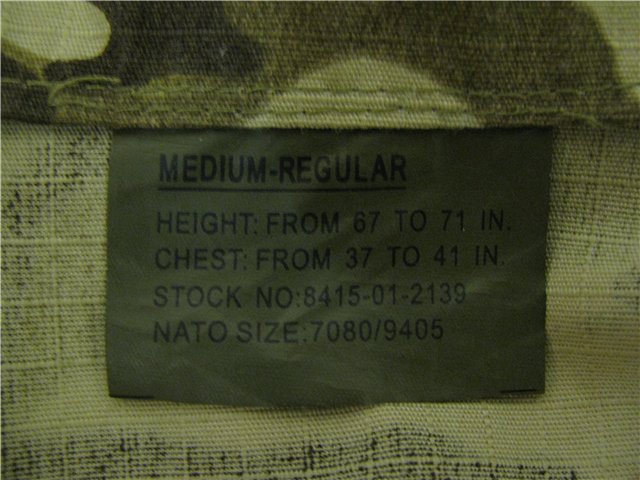 MEDIUM-REGULAR
HEIGHT: FROM 67 TO 71 IN.
CHEST: FROM 37 TO 41 IN.
STOCK NO:8415-01-2139
NATO SIZE:7080/9405